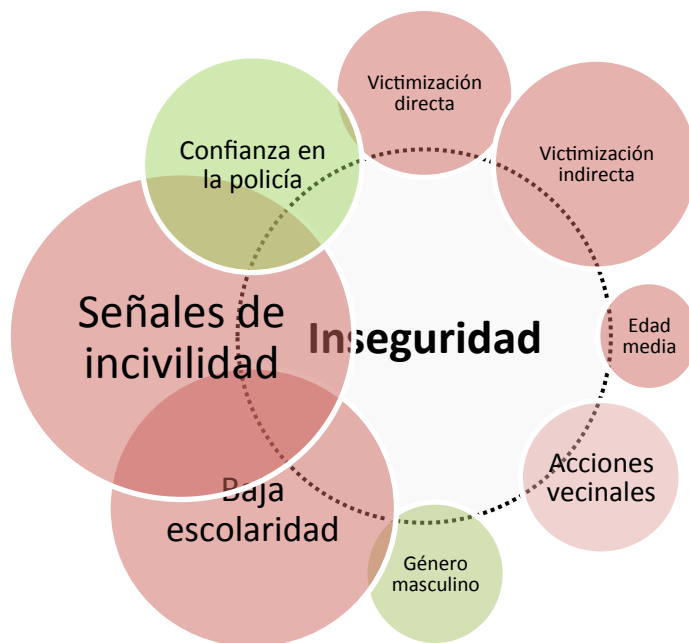 Victimización
directa
Confianza en
la policía
Victimización
indirecta
Señales de
incivilidad
Inseguridad
Edad
media
Acciones
vecinales
Baja
escolaridad
Género
masculino